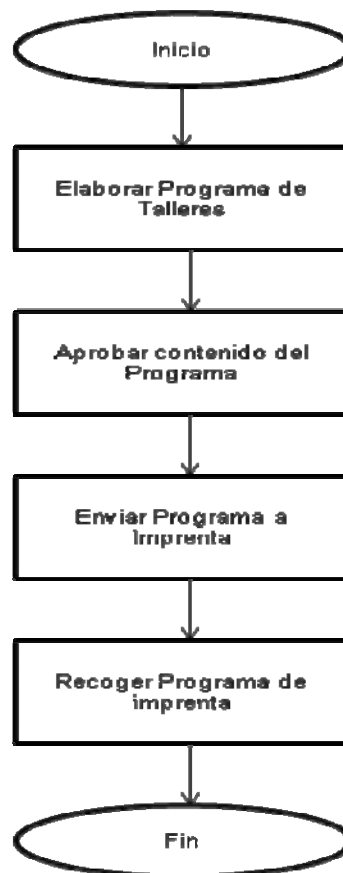 Inicio
Elaborar Programa de
Talleres
Aprobar contenido del
Programa
Enviar Programa a
Imprenta
Recoger Programa de
imprenta
Fin